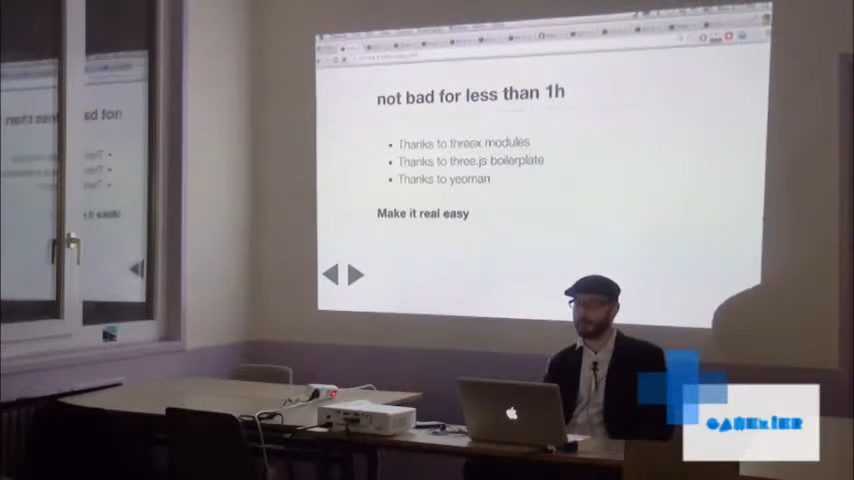 not bad for less than 1h
Thanks to threex modules
Thanks to three.js boilerplate
Thanks to yeoman
Make it real easy